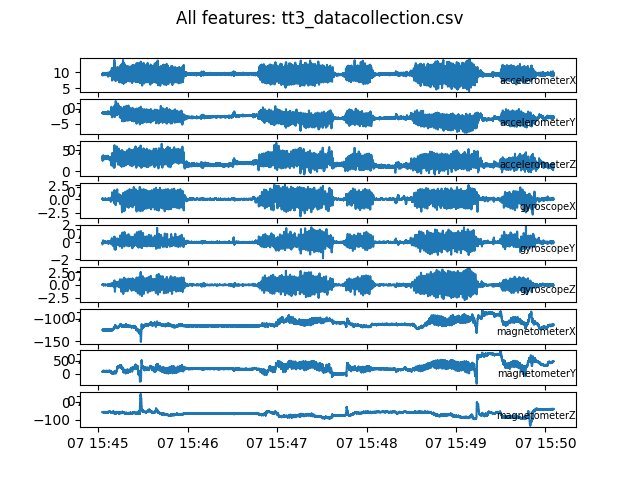 All features: tt3_datacollection.csv
10
5
accelerometerX
0
−5
accelerometerY
5
0
accelerometerZ
2.5
0.0
−2.5
gyroscopeX
2
0
−2
gyroscopeY
2.5
0.0
−2.5
gyroscopeZ
−100
−150
magnetometerX
50
0
magnetometerY
0
−100
magnetometerZ
07 15:45 07 15:46 07 15:47 07 15:48 07 15:49 07 15:50